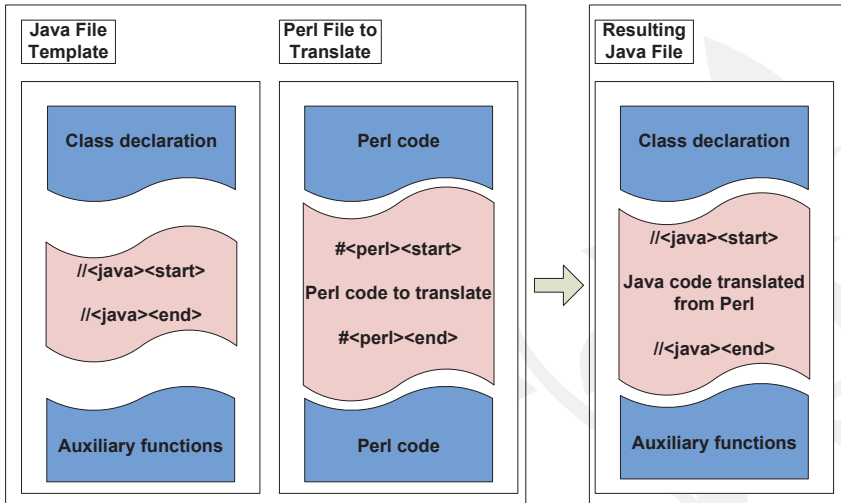 Java File
Template
Class declaration
//<java><start>
//<java><end>
Auxiliary functions
Perl File to
Translate
Perl code
#<perl><start>
Perl code to translate
#<perl><end>
Perl code
Resulting
Java File
Class declaration
//<java><start>
Java code translated
from Perl
//<java><end>
Auxiliary functions